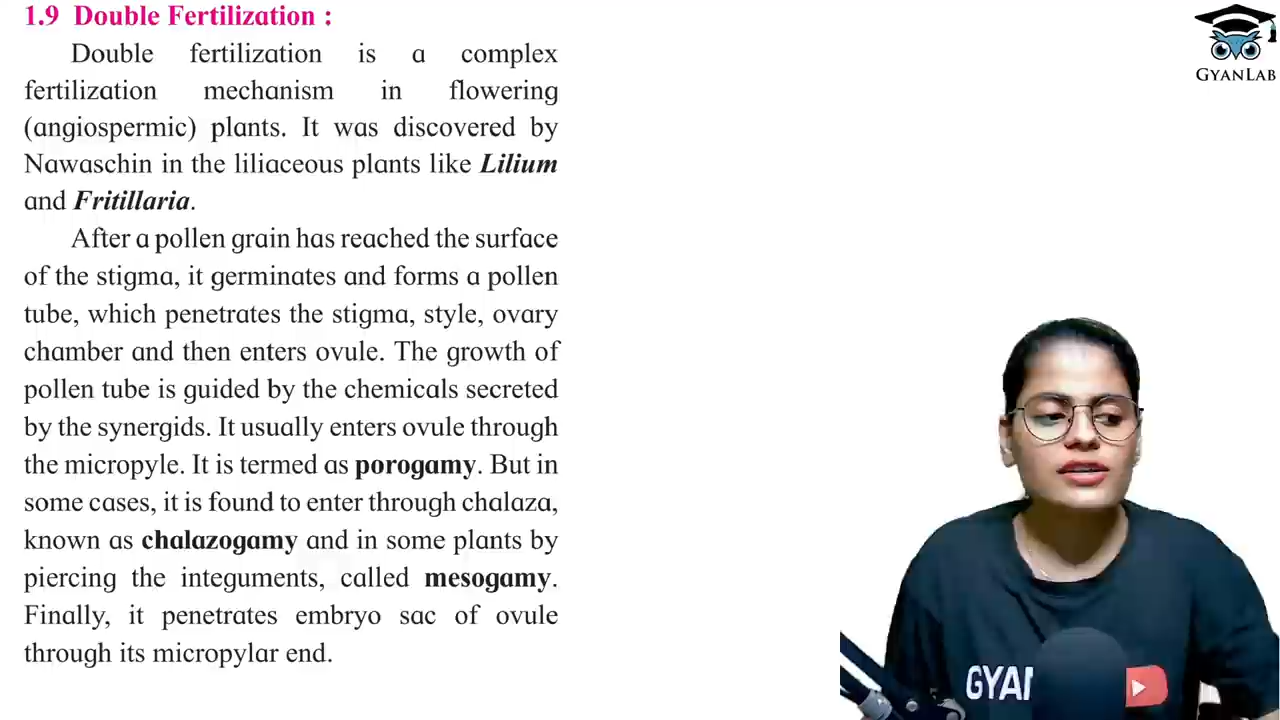 1.9 Double Fertilization :
Double fertilization is a complex
fertilization mechanism in flowering
(angiospermic) plants. It was discovered by
Nawaschin in the liliaceous plants like Lilium
and Fritillaria.
After a pollen grain has reached the surface
of the stigma, it germinates and forms a pollen
tube, which penetrates the stigma, style, ovary
chamber and then enters ovule. The growth of
pollen tube is guided by the chemicals secreted
by the synergids. It usually enters ovule through
the micropyle. It is termed as porogamy. But in
some cases, it is found to enter through chalaza,
known as chalazogamy and in some plants by
piercing the integuments, called mesogamy.
Finally, it penetrates embryo sac of ovule
through its micropylar end.
GYANLAB